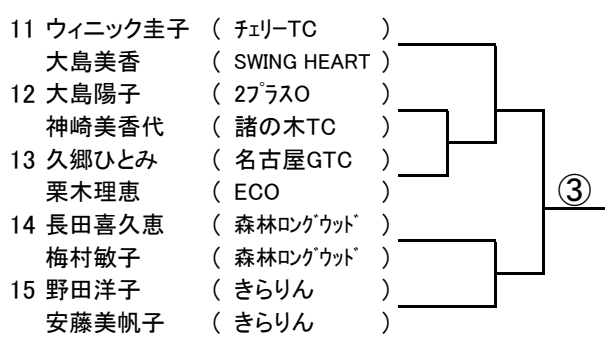 11 ウィニック圭子 ( ﾁｪﾘｰTC )
大島美香 ( SWING HEART )
12 大島陽子 ( 2ﾌﾟﾗｽO )
神崎美香代 ( 諸の木TC )
13 久郷ひとみ ( 名古屋GTC )
栗木理恵 ( ECO )
③
14 長田喜久恵 ( 森林ﾛﾝｸﾞｳｯﾄﾞ )
梅村敏子 ( 森林ﾛﾝｸﾞｳｯﾄﾞ )
15 野田洋子 ( きらりん )
安藤美帆子 ( きらりん )